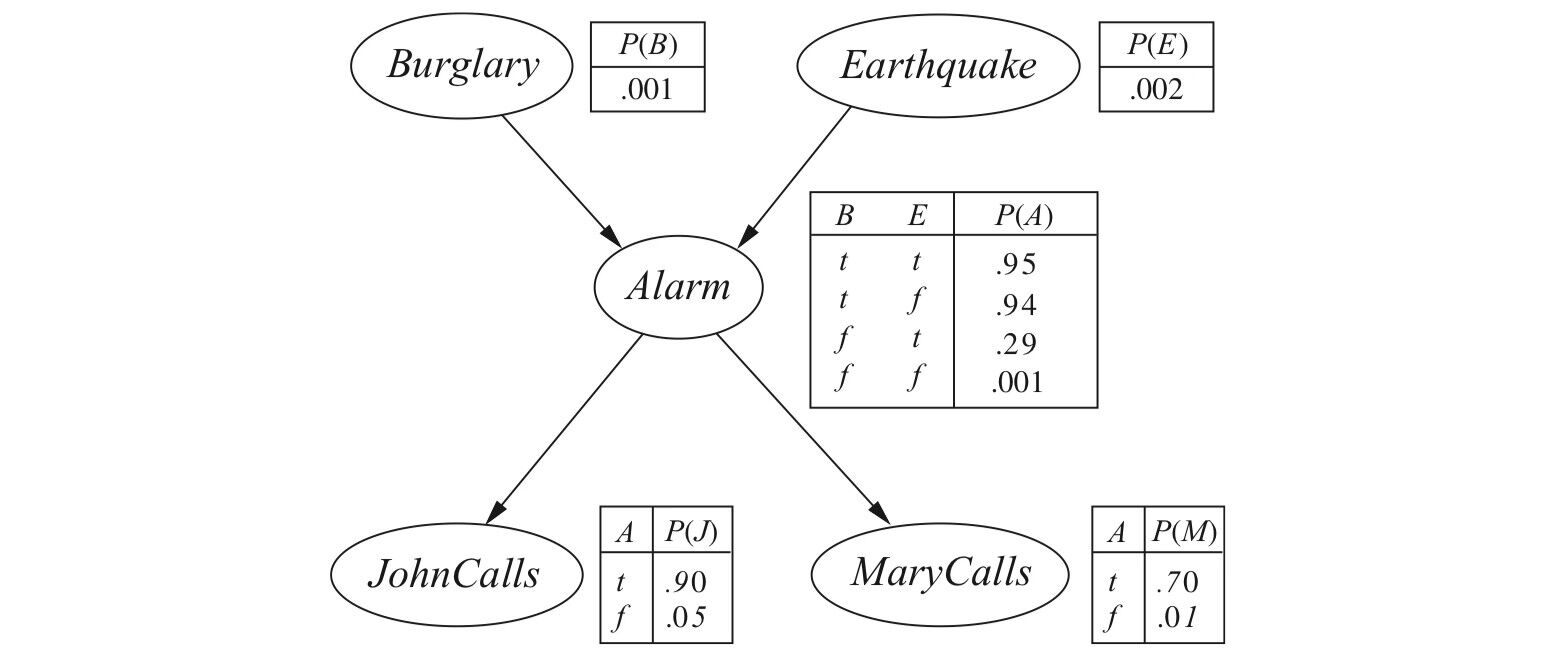 Burglary
P(B)
.001
Earthquake
P(E)
.002
Alarm
B E P(A)
t t .95
t f .94
f t .29
f f .001
JohnCalls
A P(J)
t .90
f .05
MaryCalls
A P(M)
t .70
f .01